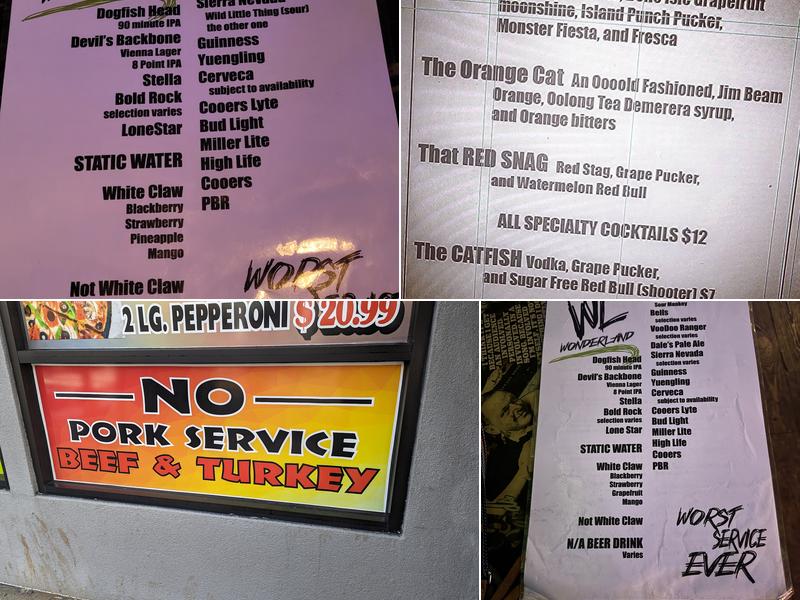 Dogfish Head
90 minute IPA
Devil's Backbone
Vienna Lager
8 Point IPA
Stella
Bold Rock
selection varies
LoneStar
STATIC WATER
White Claw
Blackberry
Strawberry
Pineapple
Mango
Not White Claw
Sierra Nevada
Wild Little Thing (sour)
the other one
Guinness
Yuengling
Cerveca
subject to availability
Cooers Lyte
Bud Light
Miller Lite
High Life
Cooers
PBR
WORST
Grapefruit
moonshine, Island Punch Pucker,
Monster Fiesta, and Fresca
The Orange Cat An Ooold Fashioned, Jim Beam
Orange, Oolong Tea Demerera syrup,
and Orange bitters
That RED SNAG Red Stag, Grape Pucker,
and Watermelon Red Bull
ALL SPECIALTY COCKTAILS $12
The CATFISH Vodka, Grape Pucker,
and Sugar Free Red Bull (shooter) $7
2 LG. PEPPERONI $20.99
NO
PORK SERVICE
BEEF & TURKEY
WL
WONDERLAND
Dogfish Head
90 minute IPA
Devil's Backbone
Vienna Lager
8 Point IPA
Stella
Bold Rock
selection varies
Lone Star
STATIC WATER
White Claw
Blackberry
Strawberry
Grapefruit
Mango
Not White Claw
N/A BEER DRINK
Varies
Sour Monkey
Bells
selection varies
VooDoo Ranger
selection varies
Dale's Pale Ale
Sierra Nevada
selection varies
Guinness
Yuengling
Cerveca
subject to availability
Cooers Lyte
Bud Light
Miller Lite
High Life
Cooers
PBR
WORST
SERVICE
EVER